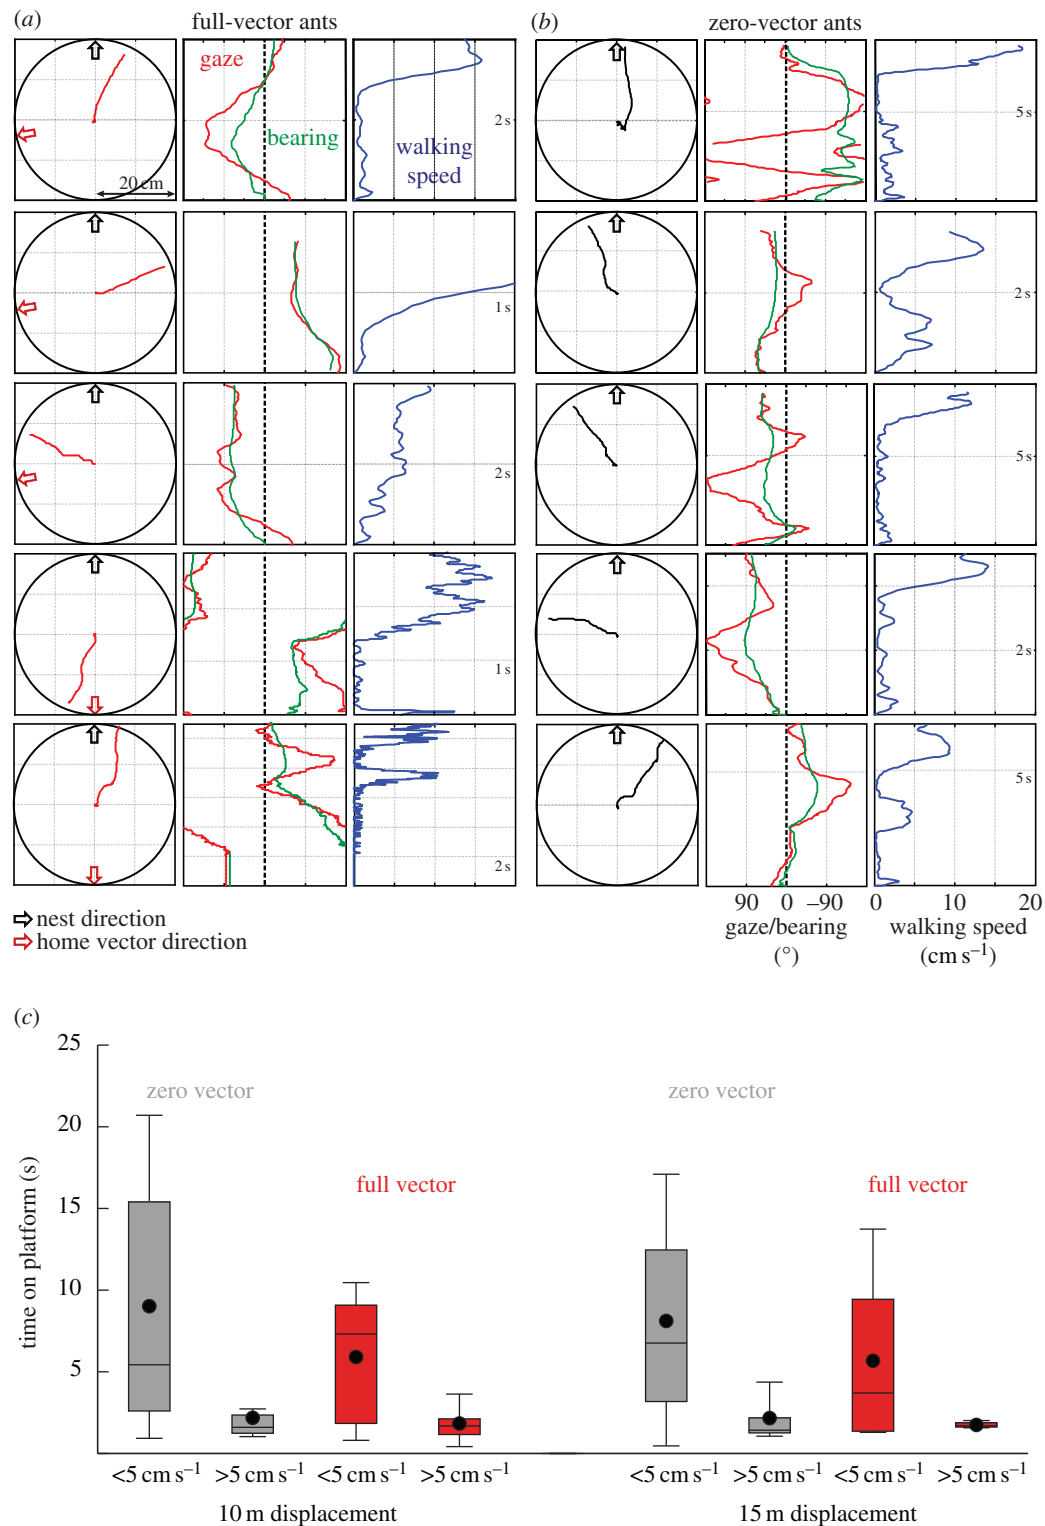 (a) full-vector ants
(b) zero-vector ants
gaze
bearing
walking
speed
20 cm
2 s
5 s
1 s
2 s
2 s
5 s
1 s
2 s
2 s
5 s
nest direction
home vector direction
90 0 –90
gaze/bearing
(°)
0 10 20
walking speed
(cm s–1)
(c)
25
20
15
10
5
time on platform (s)
zero vector
full vector
zero vector
full vector
<5 cm s–1 >5 cm s–1 <5 cm s–1 >5 cm s–1 <5 cm s–1 >5 cm s–1 <5 cm s–1 >5 cm s–1
10 m displacement 15 m displacement